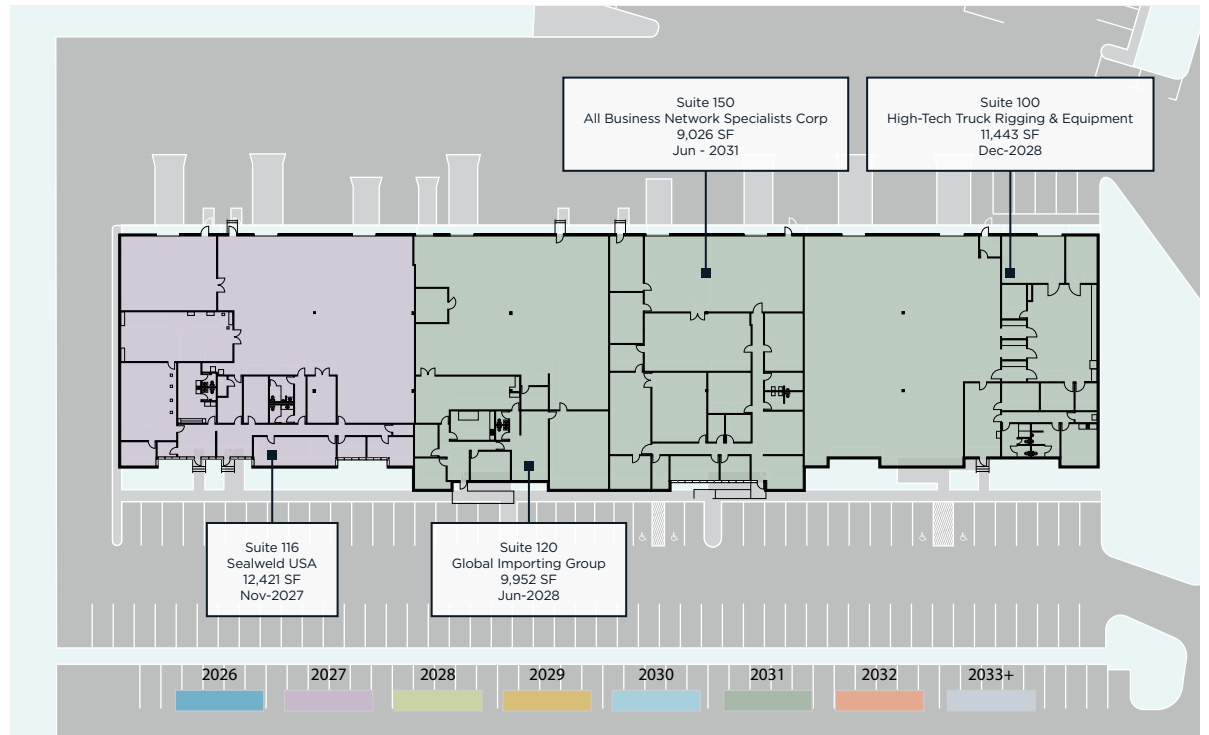 Suite 150
All Business Network Specialists Corp
9,026 SF
Jun - 2031
Suite 100
High-Tech Truck Rigging & Equipment
11,443 SF
Dec-2028
Suite 116
Sealweld USA
12,421 SF
Nov-2027
Suite 120
Global Importing Group
9,952 SF
Jun-2028
2026 2027 2028 2029 2030 2031 2032 2033+